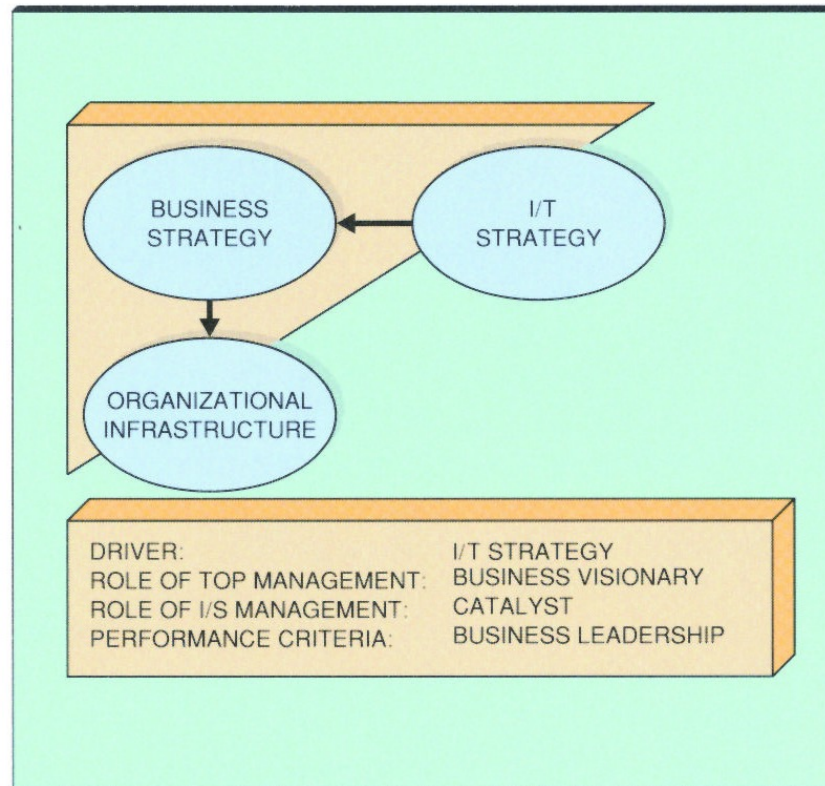 BUSINESS
STRATEGY
I/T
STRATEGY
ORGANIZATIONAL
INFRASTRUCTURE
DRIVER: I/T STRATEGY
ROLE OF TOP MANAGEMENT: BUSINESS VISIONARY
ROLE OF I/S MANAGEMENT: CATALYST
PERFORMANCE CRITERIA: BUSINESS LEADERSHIP